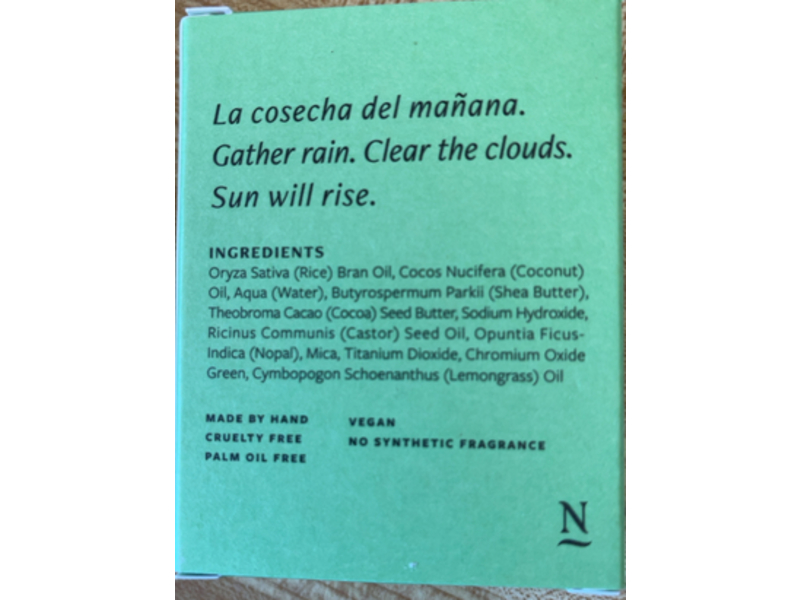 La cosecha del mañana.
Gather rain. Clear the clouds.
Sun will rise.
INGREDIENTS
Oryza Sativa (Rice) Bran Oil, Cocos Nucifera (Coconut)
Oil, Aqua (Water), Butyrospermum Parkii (Shea Butter),
Theobroma Cacao (Cocoa) Seed Butter, Sodium Hydroxide,
Ricinus Communis (Castor) Seed Oil, Opuntia Ficus-
Indica (Nopal), Mica, Titanium Dioxide, Chromium Oxide
Green, Cymbopogon Schoenanthus (Lemongrass) Oil
MADE BY HAND
CRUELTY FREE
PALM OIL FREE
VEGAN
NO SYNTHETIC FRAGRANCE
N